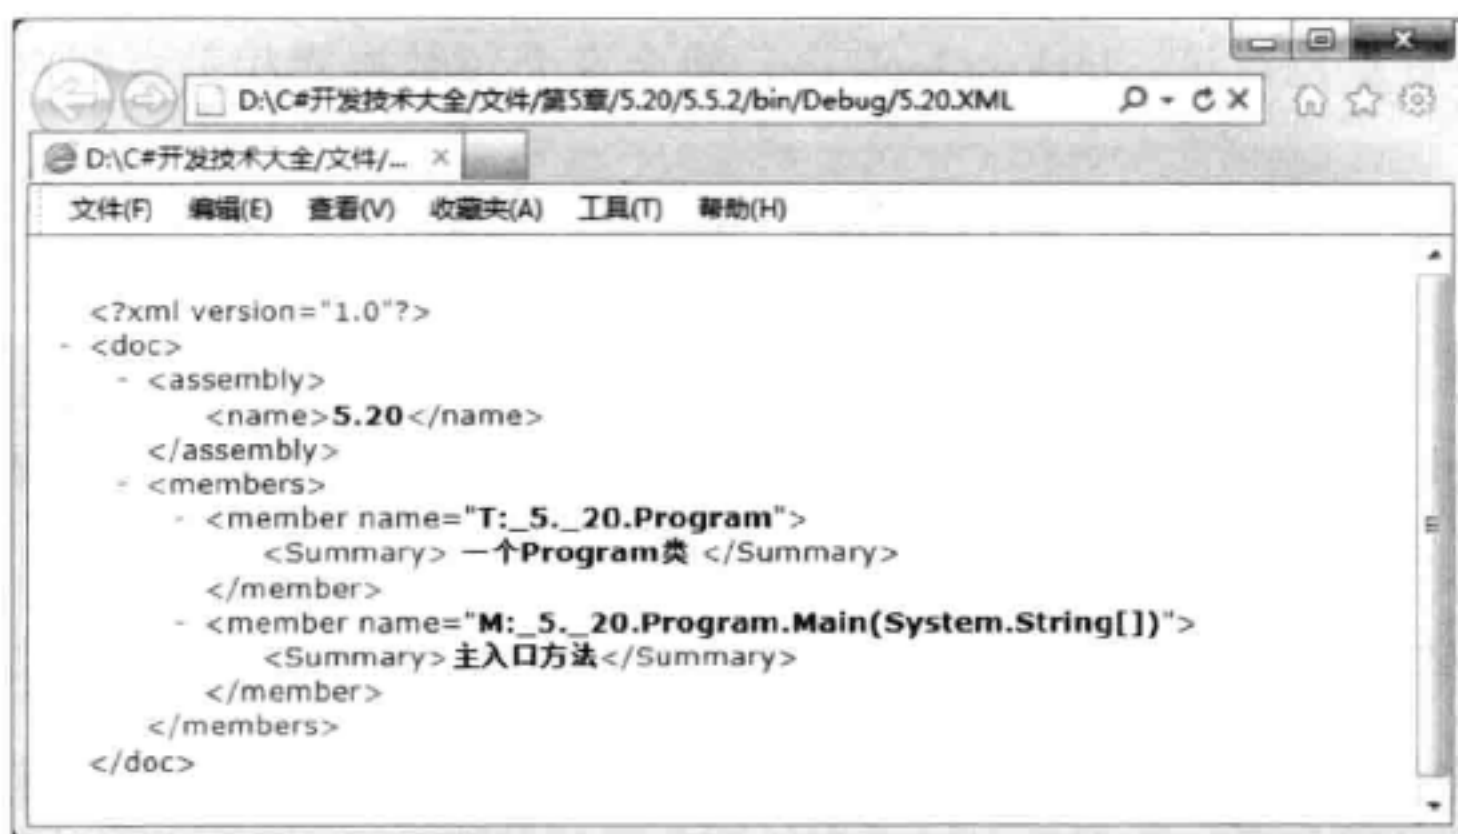 D:\C#开发技术大全/文件/第5章/5.20/5.5.2/bin/Debug/5.20.XML
D:\C#开发技术大全/文件/...
文件(F) 编辑(E) 查看(V) 收藏夹(A) 工具(T) 帮助(H)
<?xml version="1.0"?>
- <doc>
- <assembly>
<name>5.20</name>
</assembly>
- <members>
- <member name="T:_5._20.Program">
<Summary> 一个Program类 </Summary>
</member>
- <member name="M:_5._20.Program.Main(System.String[])">
<Summary>主入口方法</Summary>
</member>
</members>
</doc>